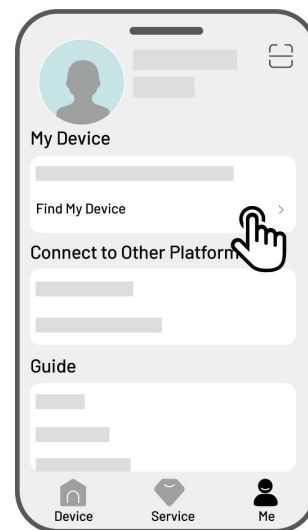 My Device
Find My Device
Connect to Other Platform
Guide
Device Service Me